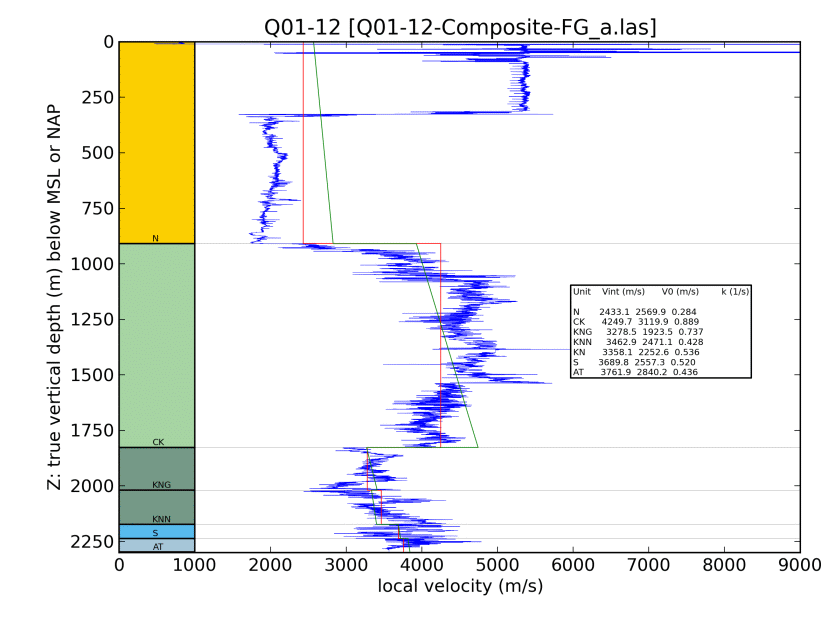 Q01-12 [Q01-12-Composite-FG_a.las]
Z: true vertical depth (m) below MSL or NAP
0
250
500
750
1000
1250
1500
1750
2000
2250
N
CK
KNG
KNN
S
AT
Unit Vint (m/s) V0 (m/s) k (1/s)
N 2433.1 2569.9 0.284
CK 4249.7 3119.9 0.889
KNG 3278.5 1923.5 0.737
KNN 3462.9 2471.1 0.428
KN 3358.1 2252.6 0.536
S 3689.8 2557.3 0.520
AT 3761.9 2840.2 0.436
0 1000 2000 3000 4000 5000 6000 7000 8000 9000
local velocity (m/s)